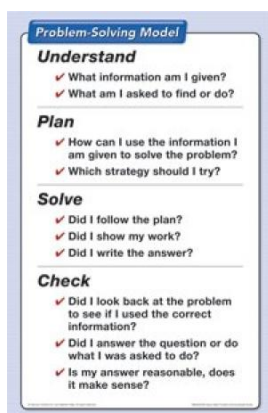 Problem-Solving Model
Understand
✔ What information am I given?
✔ What am I asked to find or do?
Plan
✔ How can I use the information I
am given to solve the problem?
✔ Which strategy should I try?
Solve
✔ Did I follow the plan?
✔ Did I show my work?
✔ Did I write the answer?
Check
✔ Did I look back at the problem
to see if I used the correct
information?
✔ Did I answer the question or do
what I was asked to do?
✔ Is my answer reasonable, does
it make sense?